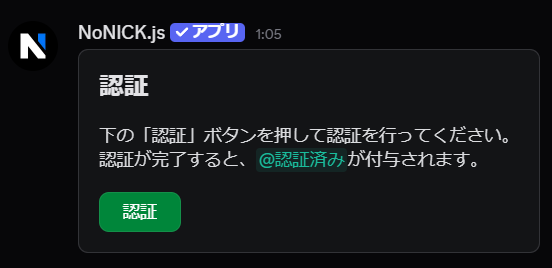 NoNICK.js ✓アプリ 1:05
認証
下の「認証」ボタンを押して認証を行ってください。
認証が完了すると、@認証済みが付与されます。
認証